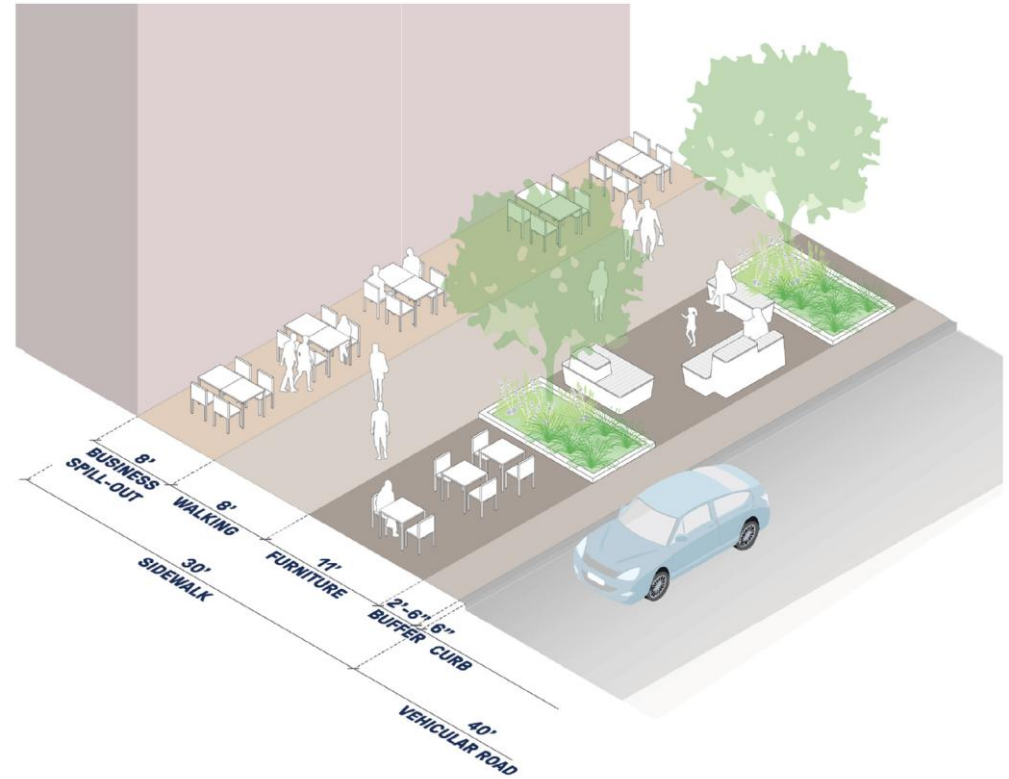 8’
BUSINESS
SPILL-OUT
8’
WALKING
11’
FURNITURE
2’-6”
BUFFER
6”
CURB
30’
SIDEWALK
40’
VEHICULAR ROAD